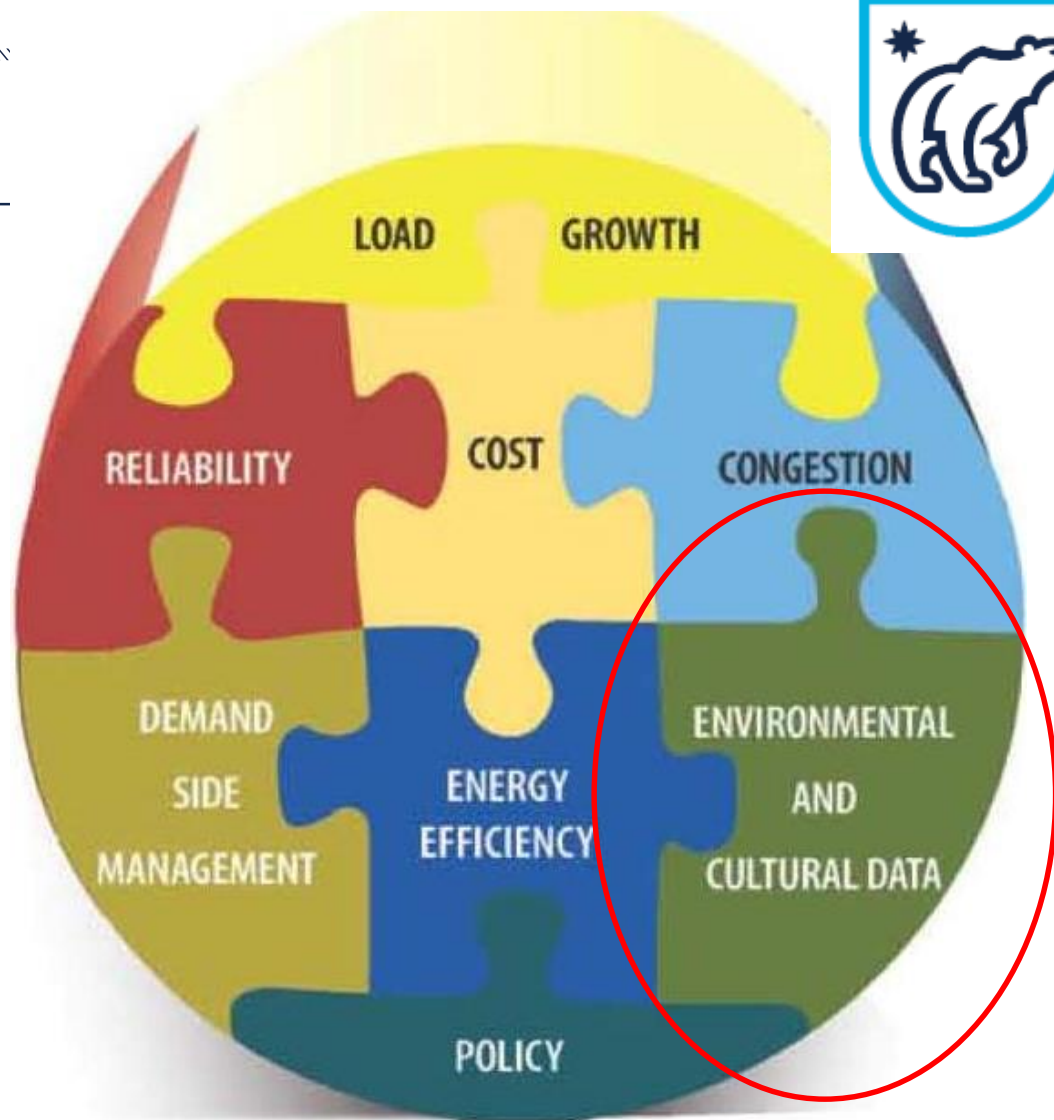 LOAD GROWTH
RELIABILITY
COST
CONGESTION
DEMAND
SIDE
MANAGEMENT
ENERGY
EFFICIENCY
ENVIRONMENTAL
AND
CULTURAL DATA
POLICY